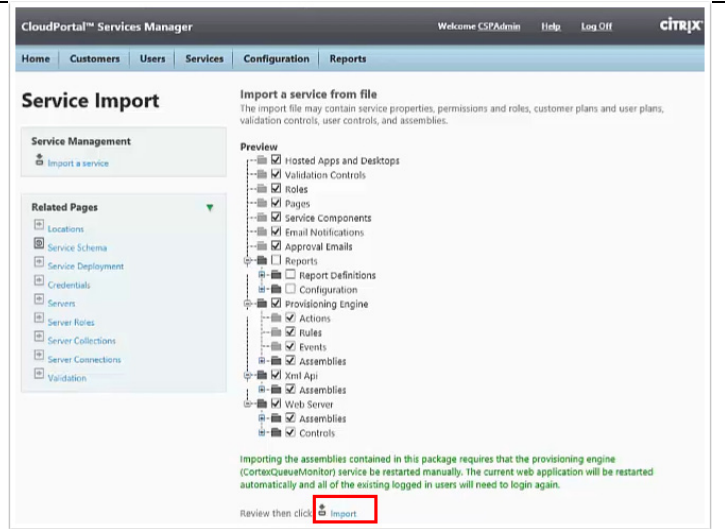 CloudPortal™ Services Manager
Welcome CSPAdmin Help Log Off
CİTRIX
Home Customers Users Services Configuration Reports
Service Import
Service Management
Import a service
Related Pages
Locations
Service Schema
Service Deployment
Credentials
Servers
Server Roles
Server Collections
Server Connections
Validation
Import a service from file
The import file may contain service properties, permissions and roles, customer plans and user plans,
validation controls, user controls, and assemblies.
Preview
Hosted Apps and Desktops
Validation Controls
Roles
Pages
Service Components
Email Notifications
Approval Emails
Reports
Report Definitions
Configuration
Provisioning Engine
Actions
Rules
Events
Assemblies
Xml Api
Assemblies
Web Server
Assemblies
Controls
Importing the assemblies contained in this package requires that the provisioning engine
(CortexQueueMonitor) service be restarted manually. The current web application will be restarted
automatically and all of the existing logged in users will need to login again.
Review then click Import